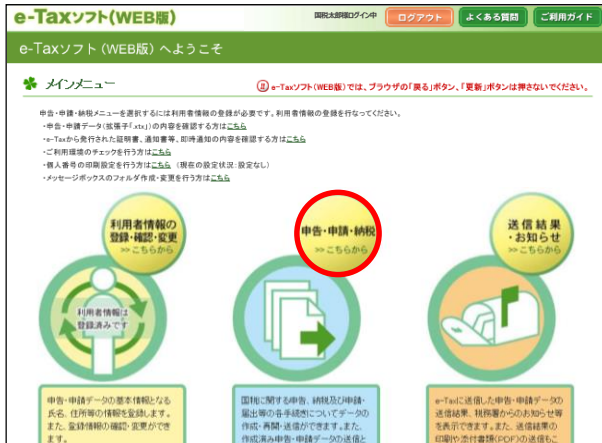 e-Taxソフト(WEB版)
国税太郎様ログイン中
ログアウト
よくある質問
ご利用ガイド
e-Taxソフト(WEB版)へようこそ
メインメニュー
e-Taxソフト(WEB版)では、ブラウザの「戻る」ボタン、「更新」ボタンは押さないでください。
申告・申請・納税メニューを選択するには利用者情報の登録が必要です。利用者情報の登録を行なってください。
・申告・申請データ(拡張子「.xtx」)の内容を確認する方はこちら
・e-Taxから発行された証明書、通知書等、即時通知の内容を確認する方はこちら
・ご利用環境のチェックを行う方はこちら
・個人番号の印刷設定を行う方はこちら (現在の設定状況:設定なし)
・メッセージボックスのフォルダ作成・変更を行う方はこちら
利用者情報の
登録・確認・変更
>>こちらから
利用者情報は
登録済みです
申告・申請データの基本情報となる
氏名、住所等の情報を登録します。
また、登録情報の確認・変更ができ
ます。
申告・申請・納税
>>こちらから
国税に関する申告、納税及び申請・
届出等の各手続きについてデータの
作成・再開・送信ができます。また、
作成済み申告・申請データの送信と
送信結果
・お知らせ
>>こちらから
e-Taxに送信した申告・申請データの
送信結果、税務署からのお知らせ等
を表示できます。また、送信結果の
印刷や添付書類(PDF)の送信もこ